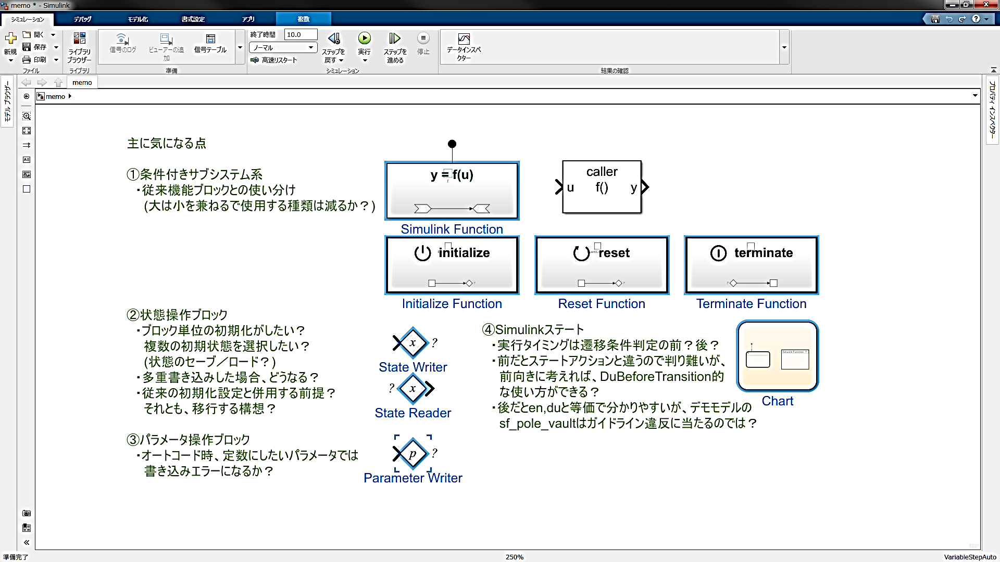 memo * - Simulink
シミュレーション
デバッグ
モデル化
書式設定
アプリ
複数
新規
開く
保存
印刷
ファイル
ライブラリ
ブラウザー
ライブラリ
信号のログ
ビューアーの追
加
信号テーブル
準備
終了時間 10.0
ノーマル
高速リスタート
ステップを
戻す
実行
ステップを
進める
停止
シミュレーション
データインスペ
クター
結果の確認
モデル ブラウザー
memo
memo
プロパティ インスペクター
主に気になる点
①条件付きサブシステム系
・従来機能ブロックとの使い分け
(大は小を兼ねるで使用する種類は減るか？)
y = f(u)
f
Simulink Function
caller
u f() y
initialize
?
Initialize Function
reset
?
Reset Function
terminate
?
Terminate Function
②状態操作ブロック
・ブロック単位の初期化がしたい？
複数の初期状態を選択したい？
(状態のセーブ／ロード？)
・多重書き込みした場合、どうなる？
・従来の初期化設定と併用する前提？
それとも、移行する構想？
x ?
State Writer
? x
State Reader
③パラメータ操作ブロック
・オートコード時、定数にしたいパラメータでは
書き込みエラーになるか？
p ?
Parameter Writer
④Simulinkステート
・実行タイミングは遷移条件判定の前？後？
・前だとステートアクションと違うので判り難いが、
前向きに考えれば、DuBeforeTransition的
な使い方ができる？
・後だとen,duと等価で分かりやすいが、デモモデルの
sf_pole_vaultはガイドライン違反に当たるのでは？
Simulink Function ?
Chart
準備完了
250%
VariableStepAuto